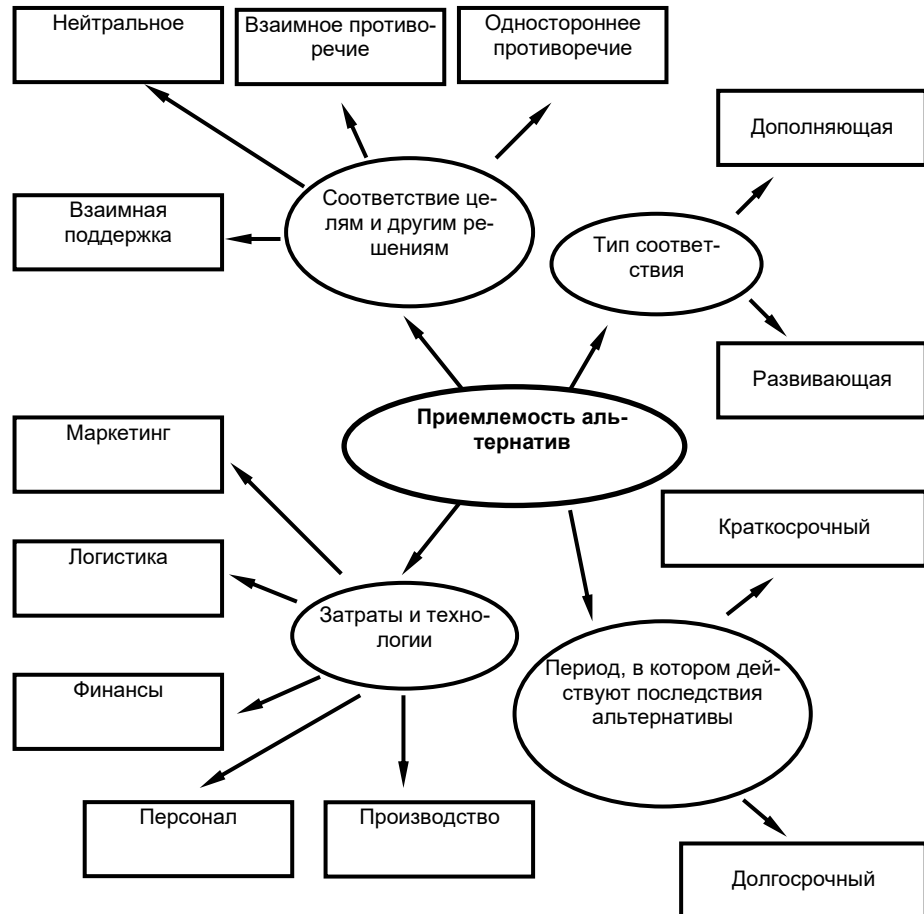 Нейтральное
Взаимное противо-
речие
Одностороннее
противоречие
Дополняющая
Взаимная
поддержка
Соответствие це-
лям и другим ре-
шениям
Тип соответ-
ствия
Развивающая
Приемлемость аль-
тернатив
Маркетинг
Краткосрочный
Логистика
Затраты и техно-
логии
Период, в котором дей-
ствуют последствия
альтернативы
Финансы
Персонал
Производство
Долгосрочный